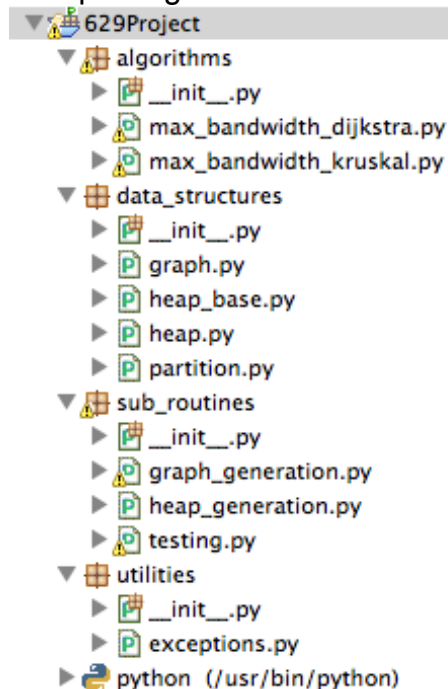 629Project
algorithms
__init__.py
max_bandwidth_dijkstra.py
max_bandwidth_kruskal.py
data_structures
__init__.py
graph.py
heap_base.py
heap.py
partition.py
sub_routines
__init__.py
graph_generation.py
heap_generation.py
testing.py
utilities
__init__.py
exceptions.py
python (/usr/bin/python)